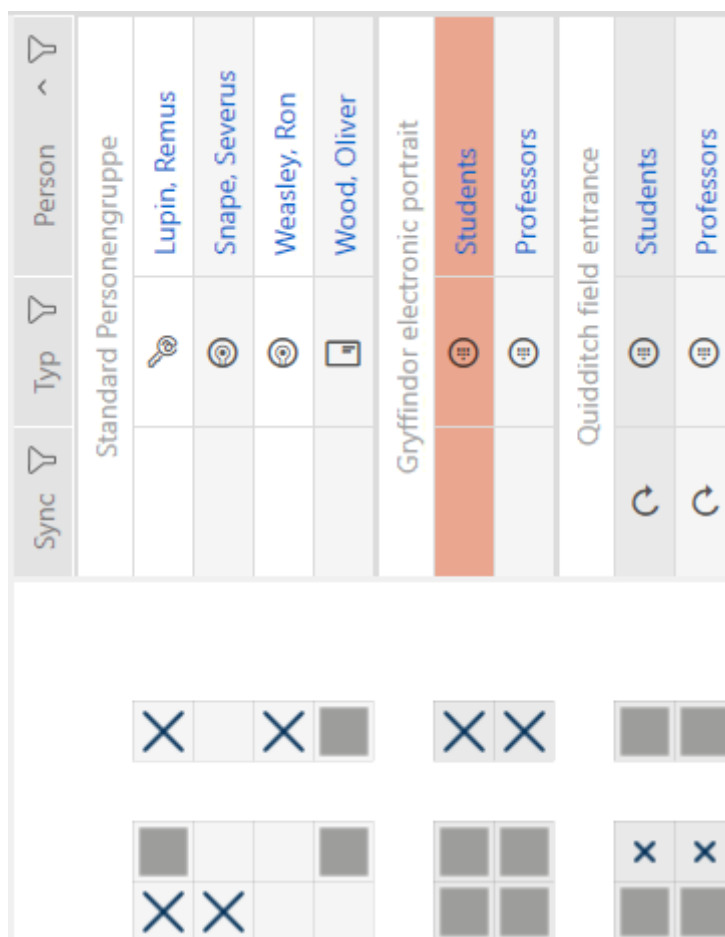 Sync Typ Person
Standard Personengruppe
Lupin, Remus
Snape, Severus
Weasley, Ron
Wood, Oliver
Gryffindor electronic portrait
Students
Professors
Quidditch field entrance
Students
Professors